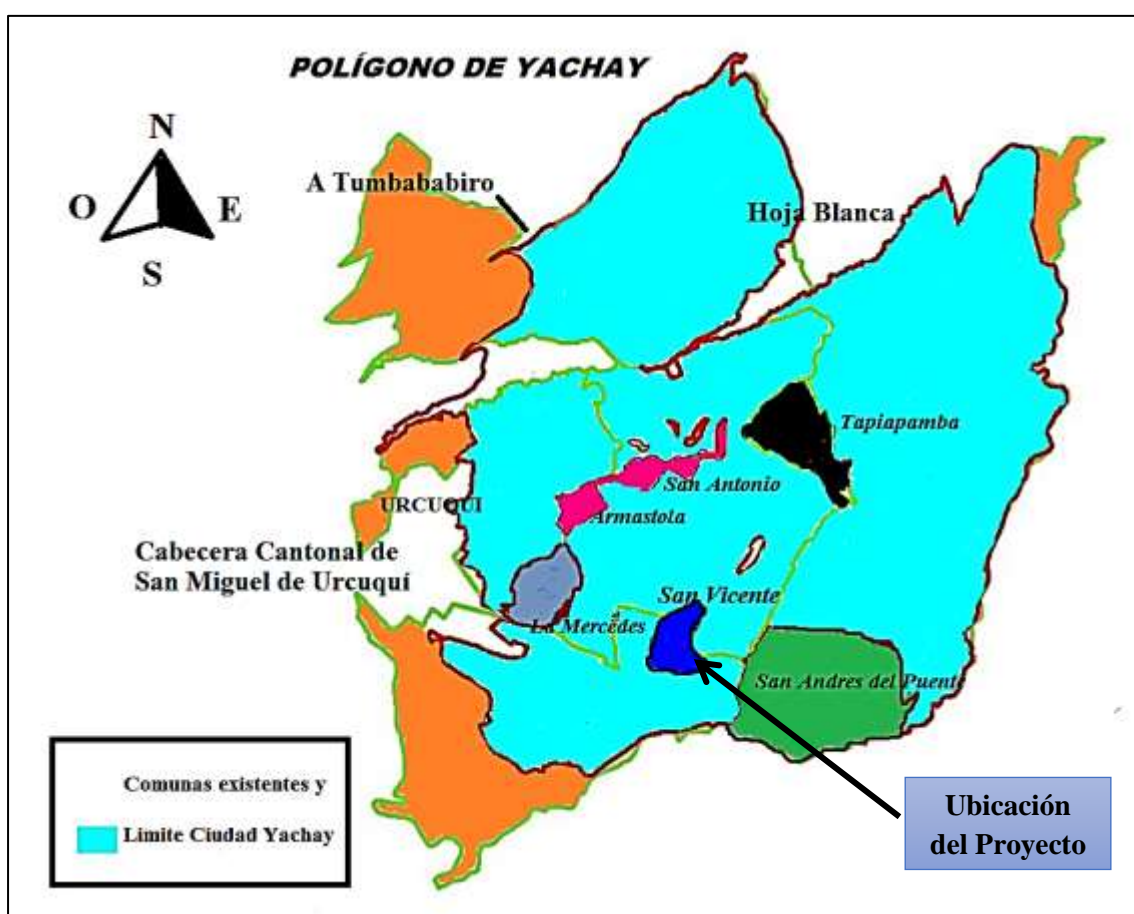 POLÍGONO DE YACHAY
N
O
E
S
A Tumbababiro
Hoja Blanca
Tapiapamba
San Antonio
URCUQUI
Armastola
Cabecera Cantonal de
San Miguel de Urcuquí
San Vicente
La Mercedes
San Andres del Puente
Comunas existentes y
Limite Ciudad Yachay
Ubicación
del Proyecto